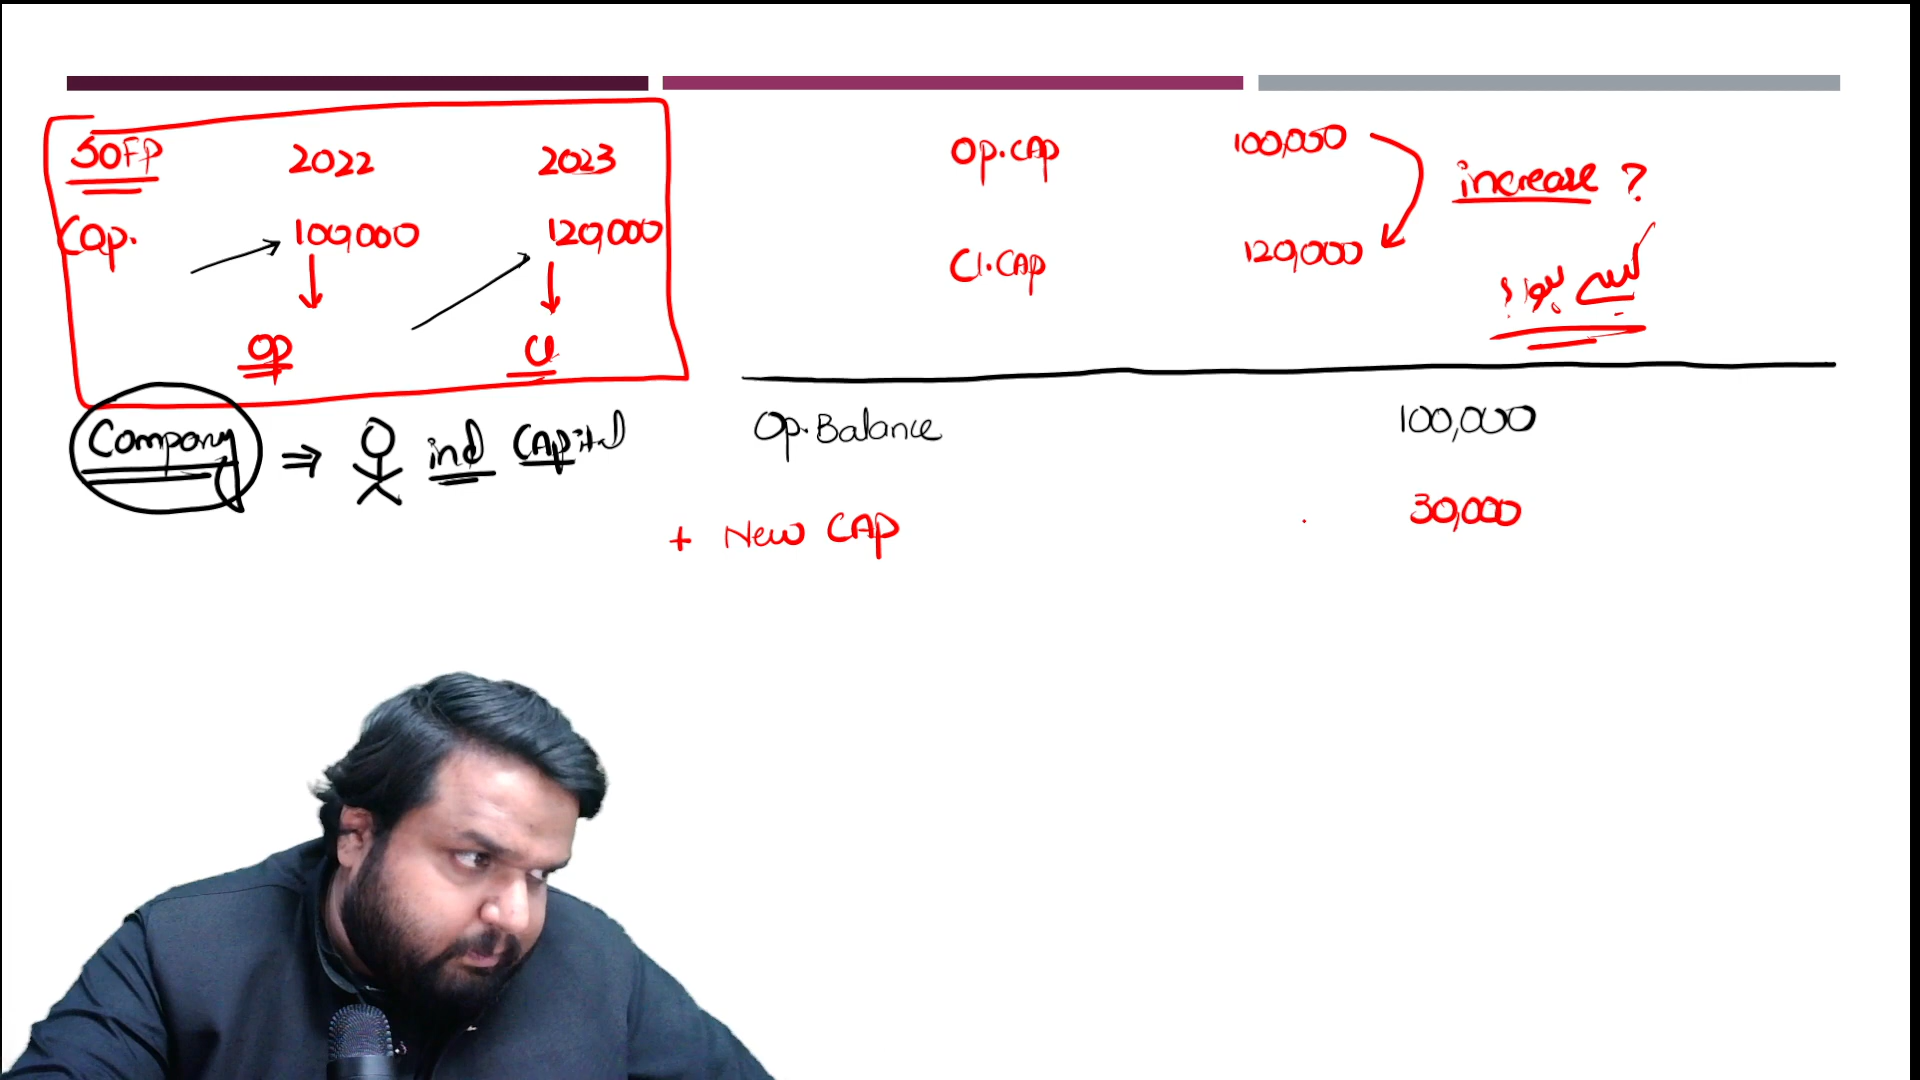 SOFP 2022 2023
Cap. 100,000 120,000
OP Cl
Company ⇒ ind Capital
Op.CAP 100,000
increase ?
Cl.CAP 120,000
کیسے ہوا؟
Op. Balance 100,000
+ New CAP 30,000